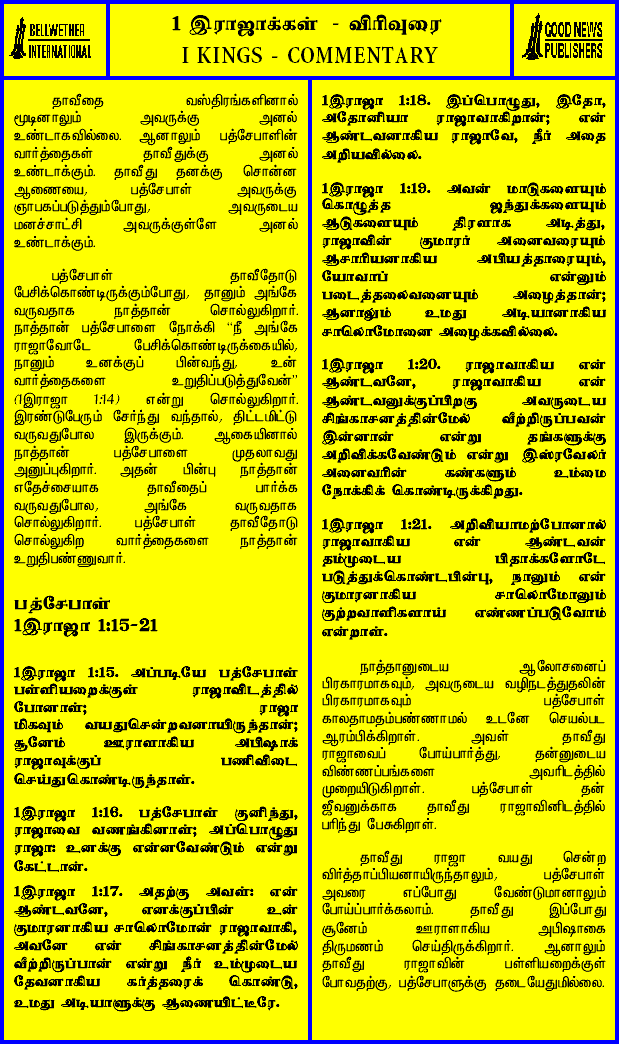 BELLWETHER
INTERNATIONAL
1 இராஜாக்கள் - விரிவுரை
I KINGS - COMMENTARY
GOOD NEWS
PUBLISHERS
தாவீதை வஸ்திரங்களினால்
மூடினாலும் அவருக்கு அனல்
உண்டாகவில்லை. ஆனாலும் பத்சேபாளின்
வார்த்தைகள் தாவீதுக்கு அனல்
உண்டாக்கும். தாவீது தனக்கு சொன்ன
ஆணையை, பத்சேபாள் அவருக்கு
ஞாபகப்படுத்தும்போது, அவருடைய
மனச்சாட்சி அவருக்குள்ளே அனல்
உண்டாக்கும்.
பத்சேபாள் தாவீதோடு
பேசிக்கொண்டிருக்கும்போது, தானும் அங்கே
வருவதாக நாத்தான் சொல்லுகிறார்.
நாத்தான் பத்சேபாளை நோக்கி “நீ அங்கே
ராஜாவோடே பேசிக்கொண்டிருக்கையில்,
நானும் உனக்குப் பின்வந்து, உன்
வார்த்தைகளை உறுதிப்படுத்துவேன்”
(1இராஜா 1:14) என்று சொல்லுகிறார்.
இரண்டுபேரும் சேர்ந்து வந்தால், திட்டமிட்டு
வருவதுபோல இருக்கும். ஆகையினால்
நாத்தான் பத்சேபாளை முதலாவது
அனுப்புகிறார். அதன் பின்பு நாத்தான்
எதேச்சையாக தாவீதைப் பார்க்க
வருவதுபோல, அங்கே வருவதாக
சொல்லுகிறார். பத்சேபாள் தாவீதோடு
சொல்லுகிற வார்த்தைகளை நாத்தான்
உறுதிபண்ணுவார்.
பத்சேபாள்
1இராஜா 1:15-21
1இராஜா 1:15. அப்படியே பத்சேபாள்
பள்ளியறைக்குள் ராஜாவிடத்தில்
போனாள்; ராஜா
மிகவும் வயதுசென்றவனாயிருந்தான்;
சூனேம் ஊராளாகிய அபிஷாக்
ராஜாவுக்குப் பணிவிடை
செய்துகொண்டிருந்தாள்.
1இராஜா 1:16. பத்சேபாள் குனிந்து,
ராஜாவை வணங்கினாள்; அப்பொழுது
ராஜா: உனக்கு என்னவேண்டும் என்று
கேட்டான்.
1இராஜா 1:17. அதற்கு அவள்: என்
ஆண்டவனே, எனக்குப்பின் உன்
குமாரனாகிய சாலொமோன் ராஜாவாகி,
அவனே என் சிங்காசனத்தின்மேல்
வீற்றிருப்பான் என்று நீர் உம்முடைய
தேவனாகிய கர்த்தரைக் கொண்டு,
உமது அடியாளுக்கு ஆணையிட்டீரே.
1இராஜா 1:18. இப்பொழுது, இதோ,
அதோனியா ராஜாவாகிறான்; என்
ஆண்டவனாகிய ராஜாவே, நீர் அதை
அறியவில்லை.
1இராஜா 1:19. அவன் மாடுகளையும்
கொழுத்த ஜந்துக்களையும்
ஆடுகளையும் திரளாக அடித்து,
ராஜாவின் குமாரர் அனைவரையும்
ஆசாரியனாகிய அபியத்தாரையும்,
யோவாப் என்னும்
படைத்தலைவனையும் அழைத்தான்;
ஆனாலும் உமது அடியானாகிய
சாலொமோனை அழைக்கவில்லை.
1இராஜா 1:20. ராஜாவாகிய என்
ஆண்டவனே, ராஜாவாகிய என்
ஆண்டவனுக்குப்பிறகு அவருடைய
சிங்காசனத்தின்மேல் வீற்றிருப்பவன்
இன்னான் என்று தங்களுக்கு
அறிவிக்கவேண்டும் என்று இஸ்ரவேலர்
அனைவரின் கண்களும் உம்மை
நோக்கிக் கொண்டிருக்கிறது.
1இராஜா 1:21. அறிவியாமற்போனால்
ராஜாவாகிய என் ஆண்டவன்
தம்முடைய பிதாக்களோடே
படுத்துக்கொண்டபின்பு, நானும் என்
குமாரனாகிய சாலொமோனும்
குற்றவாளிகளாய் எண்ணப்படுவோம்
என்றாள்.
நாத்தானுடைய ஆலோசனைப்
பிரகாரமாகவும், அவருடைய வழிநடத்துதலின்
பிரகாரமாகவும் பத்சேபாள்
காலதாமதம்பண்ணாமல் உடனே செயல்பட
ஆரம்பிக்கிறாள். அவள் தாவீது
ராஜாவைப் போய்பார்த்து, தன்னுடைய
விண்ணப்பங்களை அவரிடத்தில்
முறையிடுகிறாள். பத்சேபாள் தன்
ஜீவனுக்காக தாவீது ராஜாவினிடத்தில்
பரிந்து பேசுகிறாள்.
தாவீது ராஜா வயது சென்ற
விர்த்தாப்பியனாயிருந்தாலும், பத்சேபாள்
அவரை எப்போது வேண்டுமானாலும்
போய்ப்பார்க்கலாம். தாவீது இப்போது
சூனேம் ஊராளாகிய அபிஷாகை
திருமணம் செய்திருக்கிறார். ஆனாலும்
தாவீது ராஜாவின் பள்ளியறைக்குள்
போவதற்கு, பத்சேபாளுக்கு தடையேதுமில்லை.